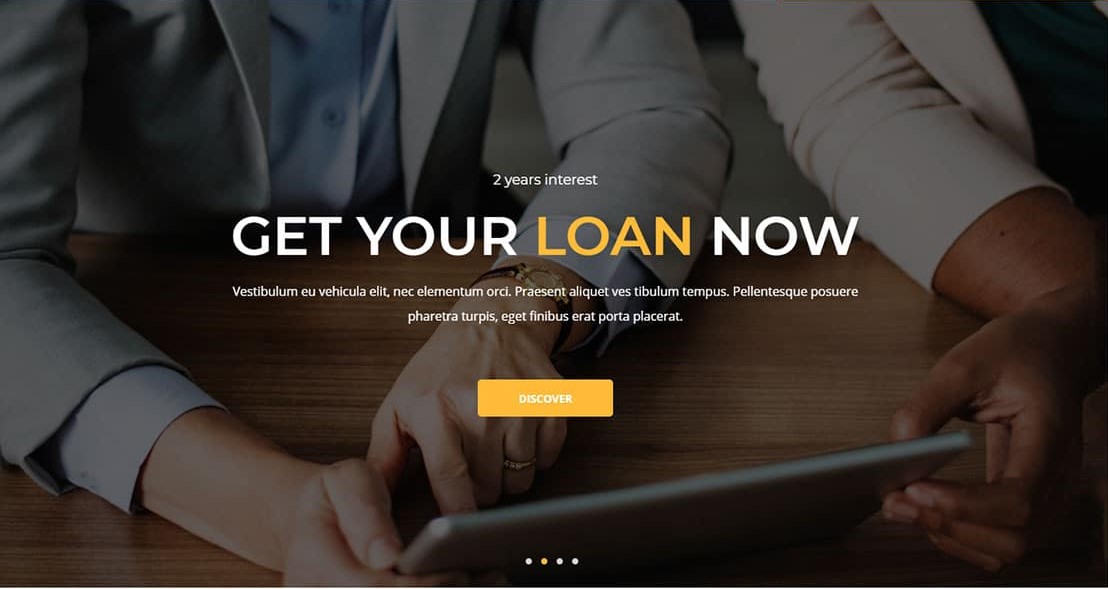 2 years interest
GET YOUR LOAN NOW
Vestibulum eu vehicula elit, nec elementum orci. Praesent aliquet ves tibulum tempus. Pellentesque posuere
pharetra turpis, eget finibus erat porta placerat.
DISCOVER